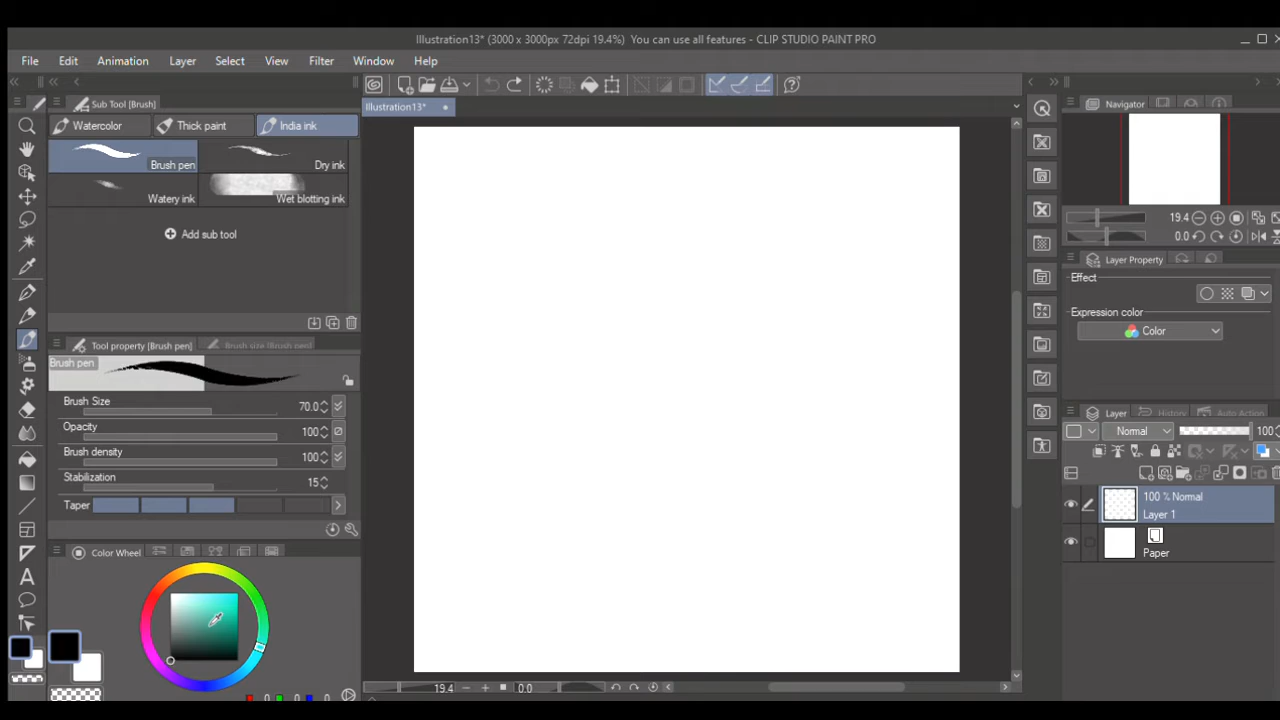 Illustration13* (3000 x 3000px 72dpi 19.4%)  You can use all features - CLIP STUDIO PAINT PRO
File Edit Animation Layer Select View Filter Window Help
Sub Tool [Brush]
Illustration13*
Navigator
Watercolor Thick paint India ink
Brush pen Dry ink
Watery ink Wet blotting ink
Add sub tool
19.4
0.0
Layer Property
Effect
Expression color
Color
Tool property [Brush pen] Brush size [Brush pen]
Brush pen
Brush Size 70.0
Opacity 100
Brush density 100
Stabilization 15
Taper
Layer History Auto Action
Normal 100
100 % Normal
Layer 1
Paper
Color Wheel
0 0 0
19.4 0.0